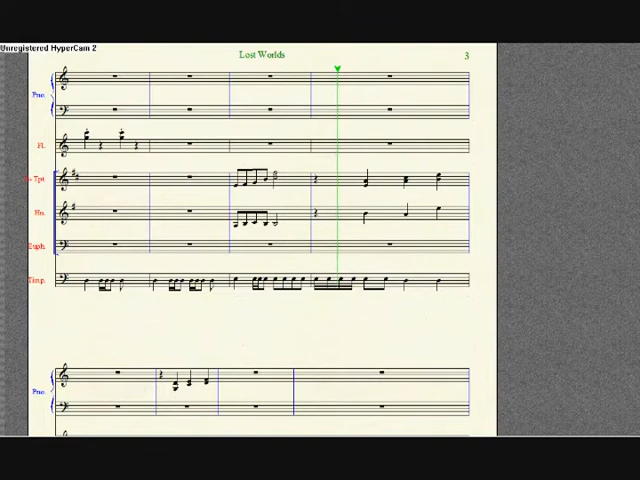 Unregistered HyperCam 2
Lost Worlds
3
Pno.
Fl.
Tpt.
Hn.
Euph.
Timp.
Pno.